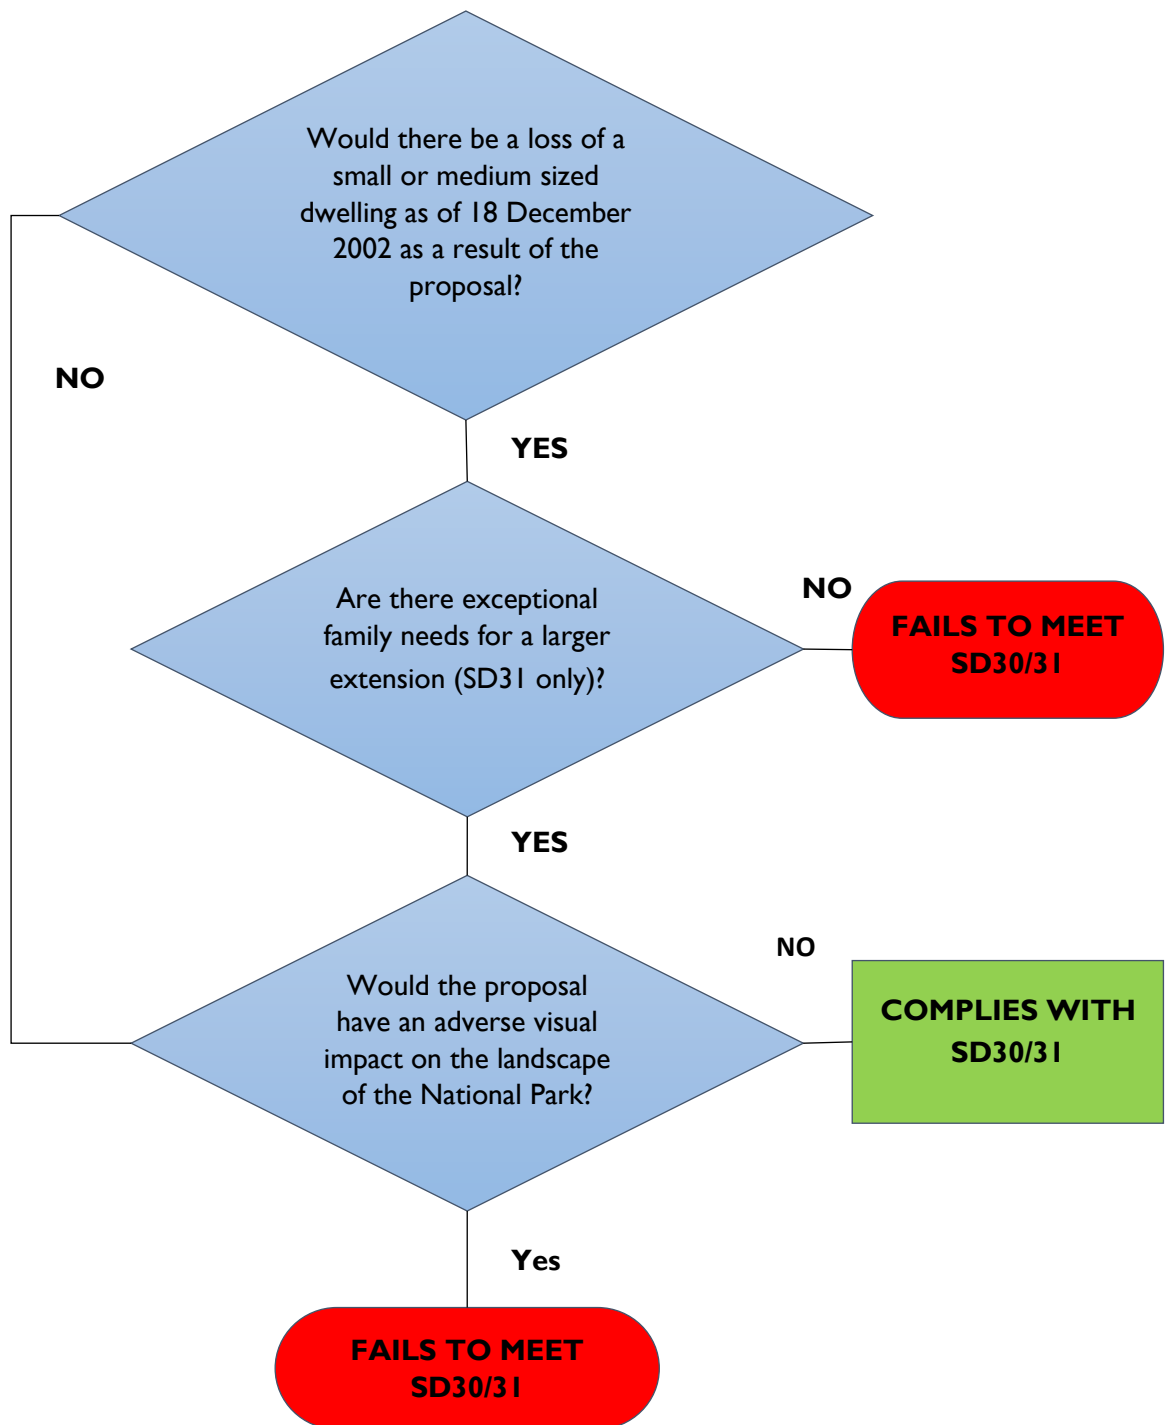 Would there be a loss of a
small or medium sized
dwelling as of 18 December
2002 as a result of the
proposal?
NO
YES
Are there exceptional
family needs for a larger
extension (SD31 only)?
NO
FAILS TO MEET
SD30/31
YES
Would the proposal
have an adverse visual
impact on the landscape
of the National Park?
NO
COMPLIES WITH
SD30/31
Yes
FAILS TO MEET
SD30/31